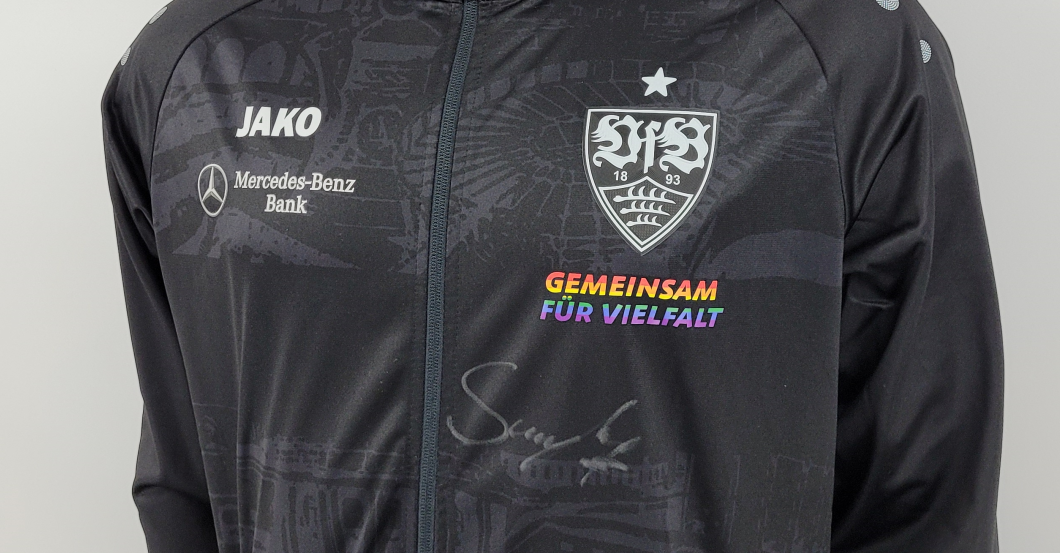 JAKO
Mercedes-Benz
Bank
VfB
18 93
GEMEINSAM
FÜR VIELFALT